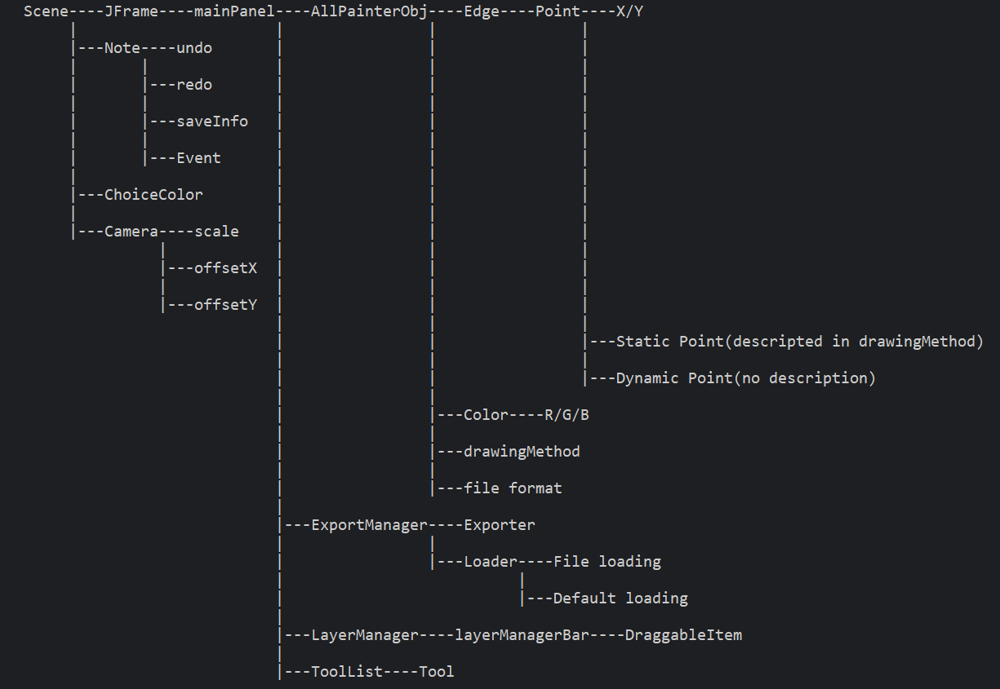 Scene----JFrame----mainPanel----AllPainterObj----Edge----Point----X/Y
|---Note----undo
|---redo
|---saveInfo
|---Event
|---ChoiceColor
|---Camera----scale
|---offsetX
|---offsetY
|---Static Point(descripted in drawingMethod)
|---Dynamic Point(no description)
|---Color----R/G/B
|---drawingMethod
|---file format
|---ExportManager----Exporter
|---Loader----File loading
|---Default loading
|---LayerManager----layerManagerBar----DraggableItem
|---ToolList----Tool